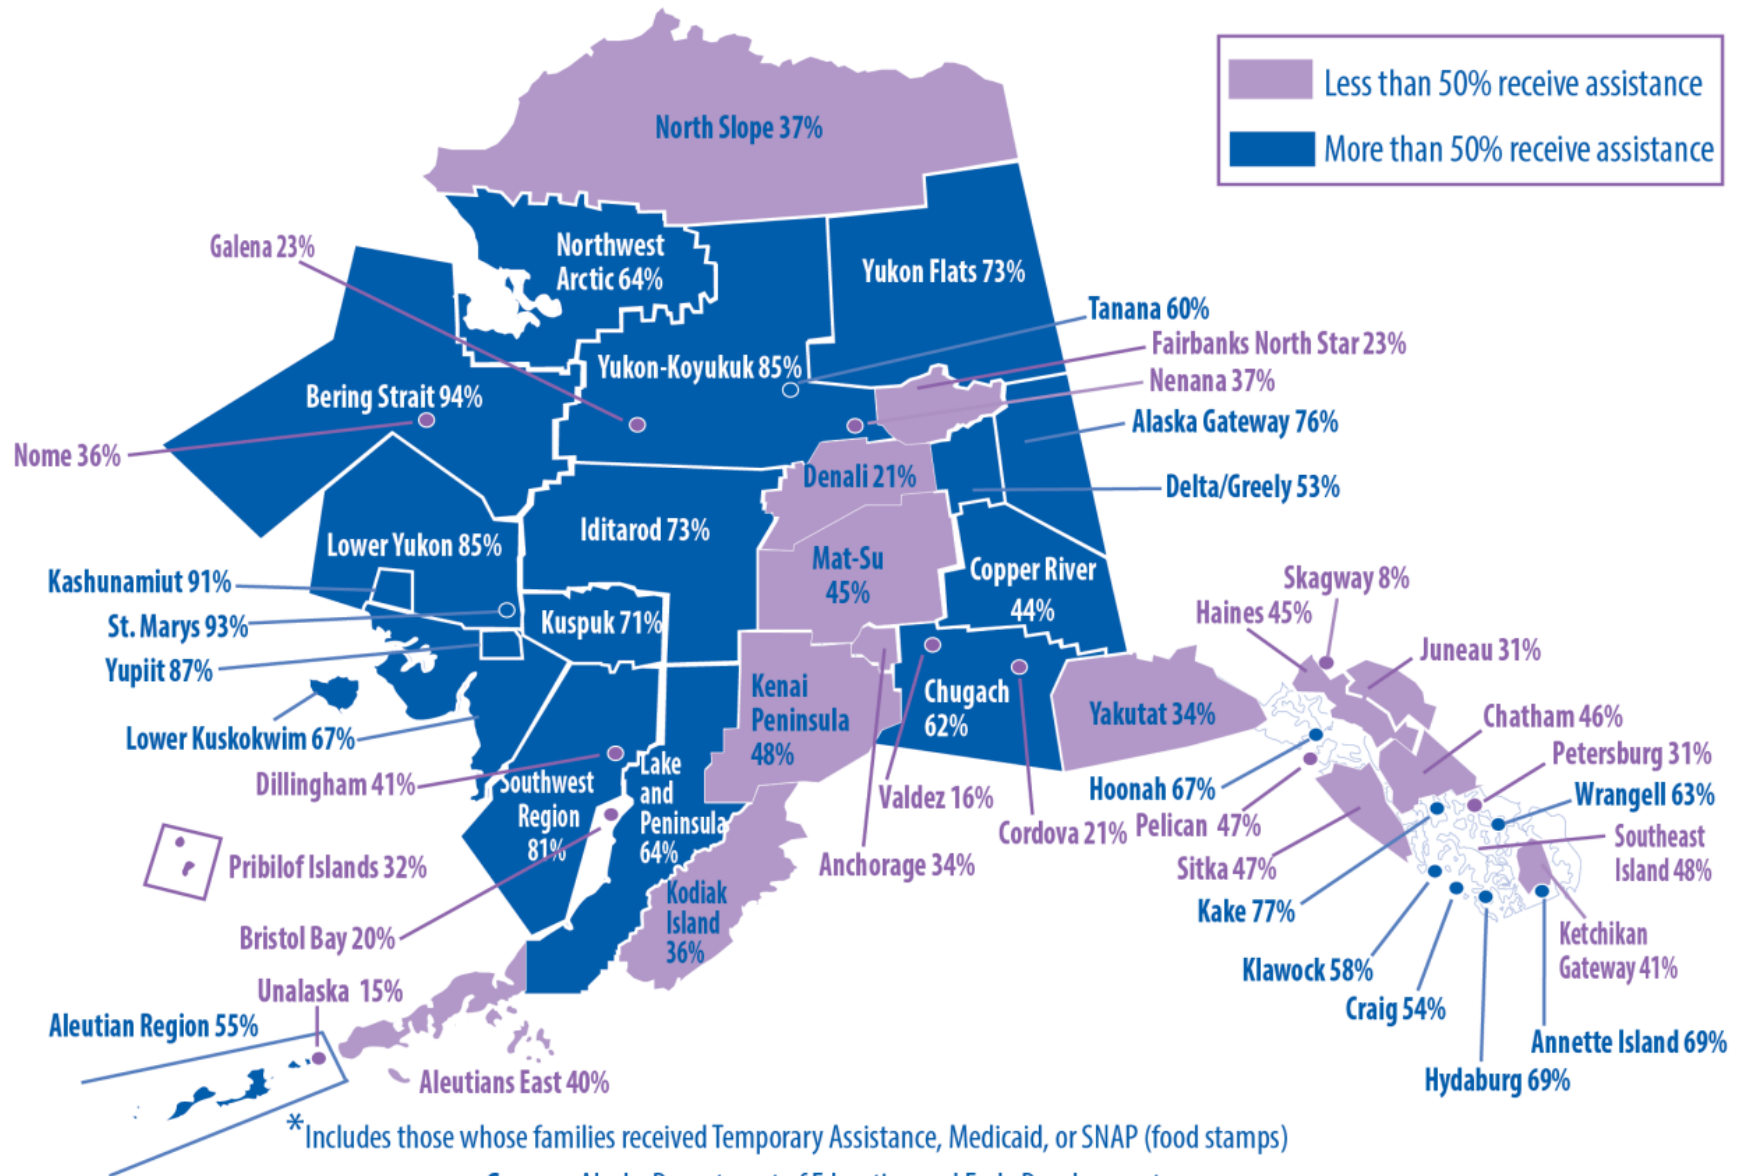 Less than 50% receive assistance
More than 50% receive assistance
North Slope 37%
Northwest
Arctic 64%
Galena 23%
Yukon Flats 73%
Tanana 60%
Fairbanks North Star 23%
Yukon-Koyukuk 85%
Nenana 37%
Bering Strait 94%
Alaska Gateway 76%
Nome 36%
Denali 21%
Delta/Greely 53%
Iditarod 73%
Lower Yukon 85%
Mat-Su
45%
Copper River
44%
Kashunamiut 91%
St. Marys 93%
Kuspuk 71%
Yupiit 87%
Skagway 8%
Haines 45%
Juneau 31%
Kenai
Peninsula
48%
Chugach
62%
Yakutat 34%
Chatham 46%
Lower Kuskokwim 67%
Petersburg 31%
Dillingham 41%
Southwest
Region
81%
Lake
and
Peninsula
64%
Valdez 16%
Cordova 21%
Hoonah 67%
Pelican 47%
Wrangell 63%
Southeast
Island 48%
Pribilof Islands 32%
Anchorage 34%
Sitka 47%
Kodiak
Island
36%
Kake 77%
Bristol Bay 20%
Ketchikan
Gateway 41%
Klawock 58%
Unalaska 15%
Craig 54%
Aleutian Region 55%
Annette Island 69%
Aleutians East 40%
Hydaburg 69%
*Includes those whose families received Temporary Assistance, Medicaid, or SNAP (food stamps)